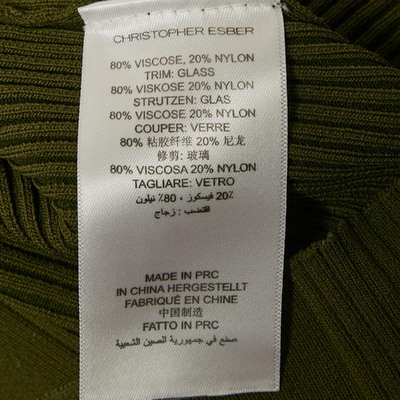 CHRISTOPHER ESBER
80% VISCOSE, 20% NYLON
TRIM: GLASS
80% VISKOSE 20% NYLON
STRUTZEN: GLAS
80% VISCOSE 20% NYLON
COUPER: VERRE
80% 粘胶纤维 20% 尼龙
修剪: 玻璃
80% VISCOSA 20% NYLON
TAGLIARE: VETRO
20٪ فيسكوز ، 80٪ نيلون
اقتضب : زجاج
MADE IN PRC
IN CHINA HERGESTELLT
FABRIQUÉ EN CHINE
中国制造
FATTO IN PRC
صنع في جمهورية الصين الشعبية